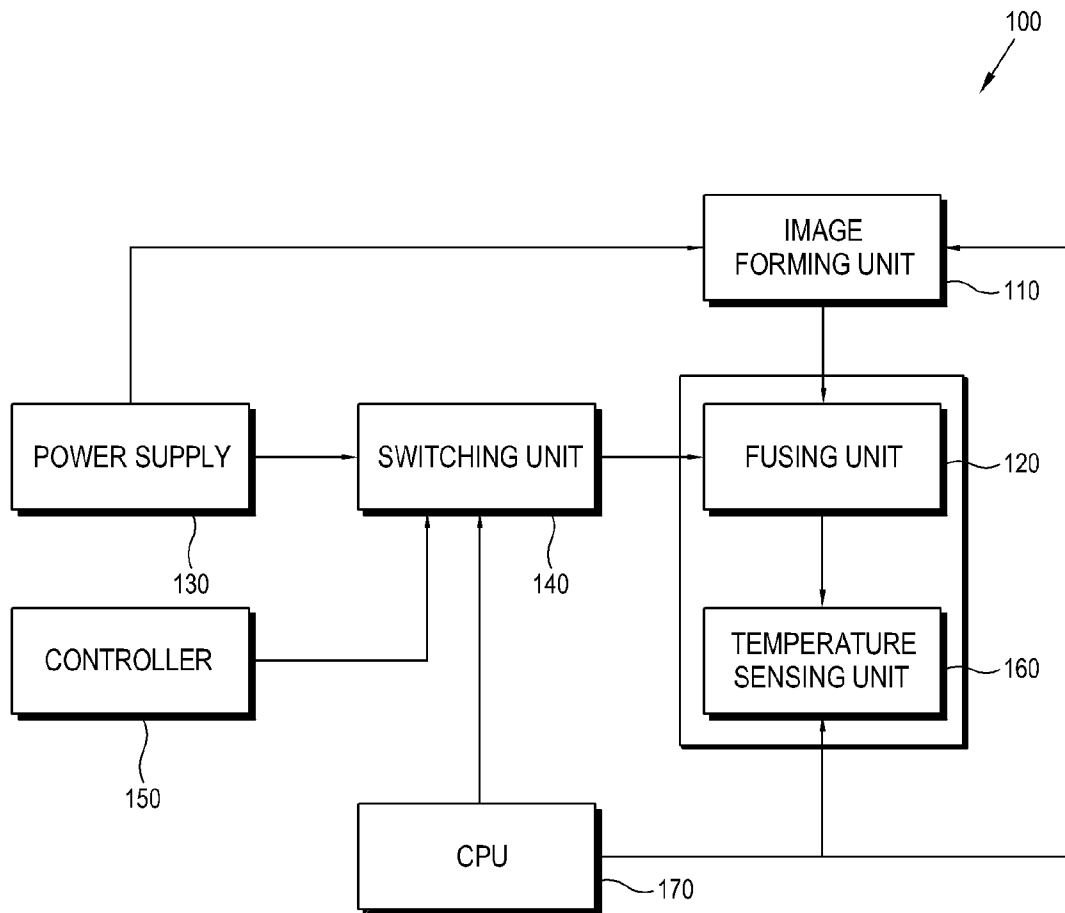 100
IMAGE
FORMING UNIT
110
POWER SUPPLY
SWITCHING UNIT
FUSING UNIT
120
130
140
CONTROLLER
TEMPERATURE
SENSING UNIT
160
150
CPU
170